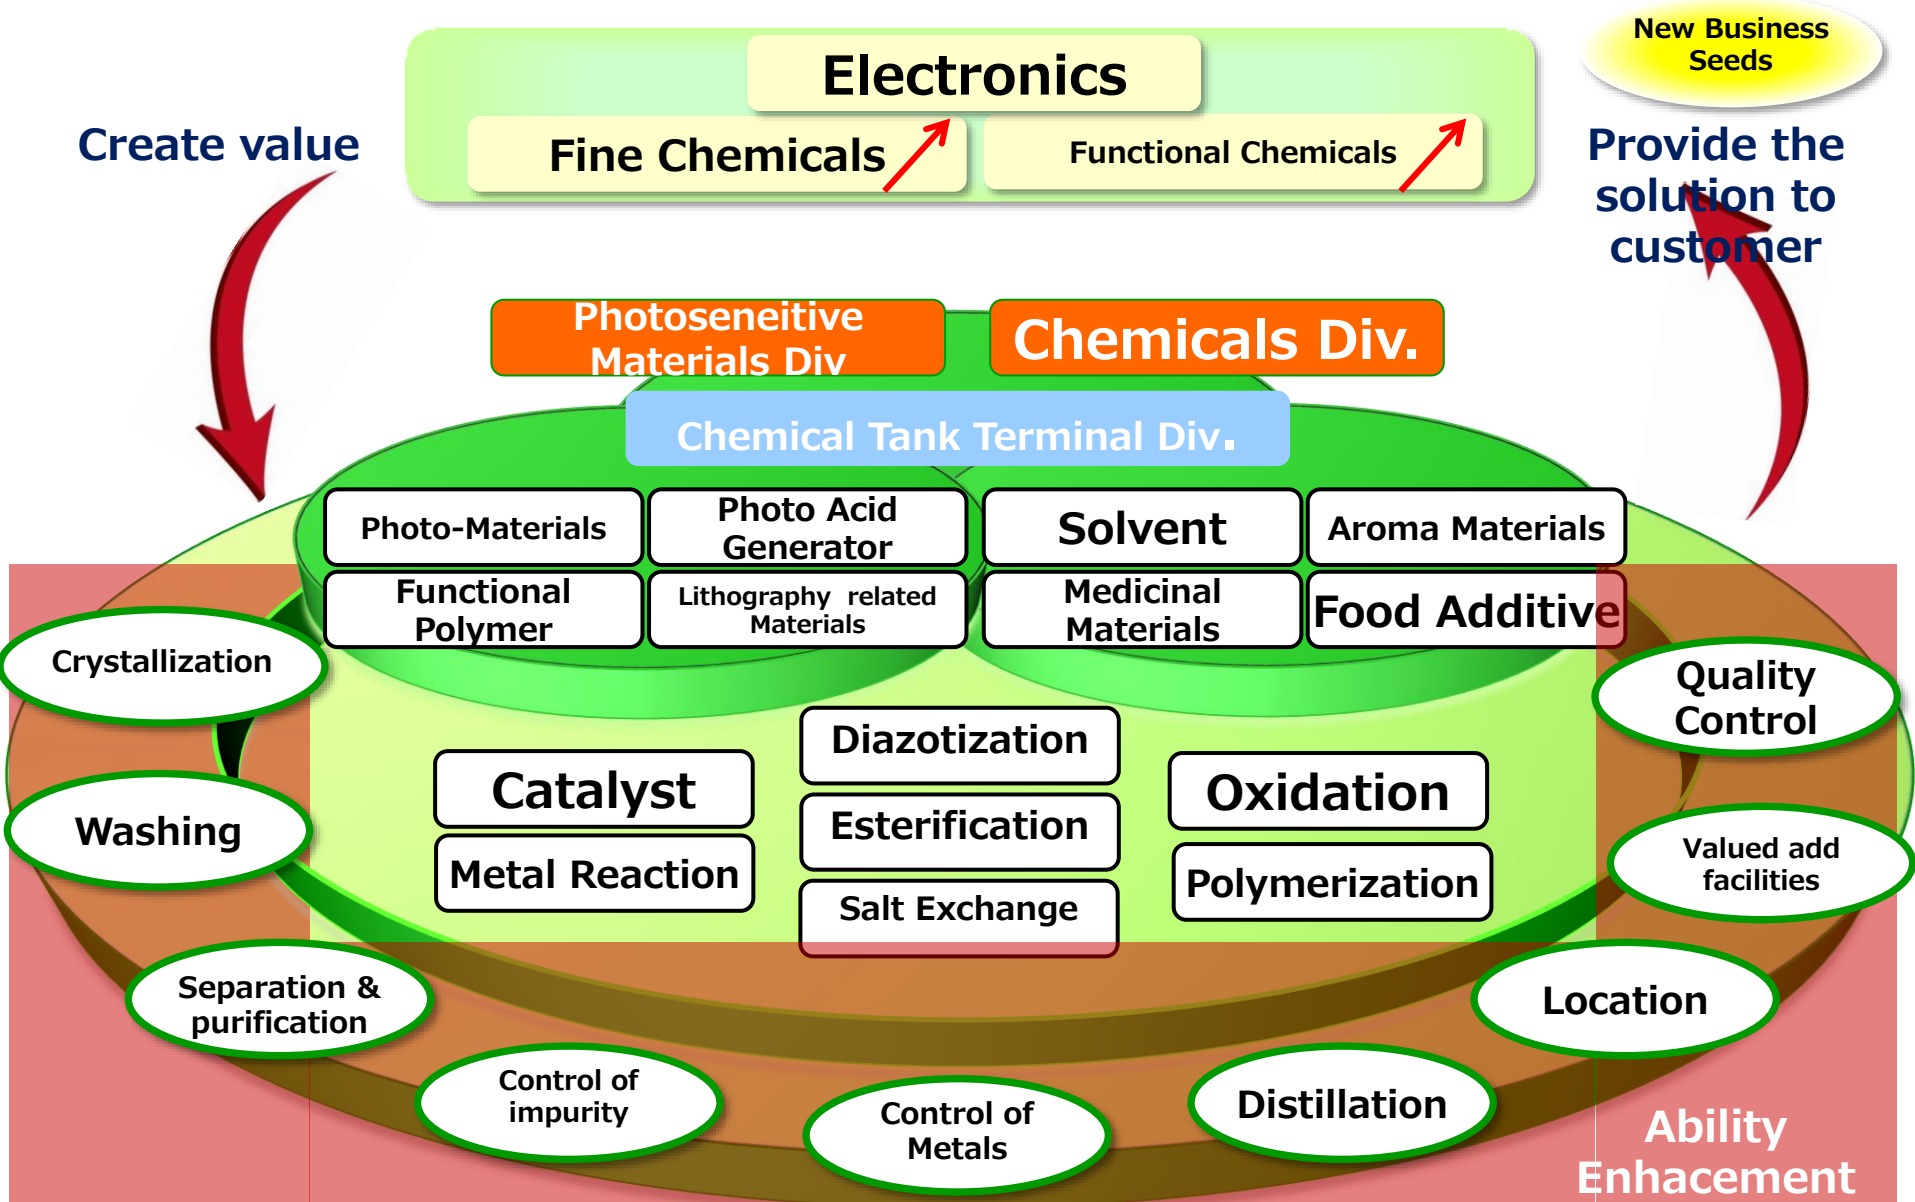 New Business
Seeds
Electronics
Fine Chemicals
Functional Chemicals
Create value
Provide the
solution to
customer
Photoseneitive
Materials Div
Chemicals Div.
Chemical Tank Terminal Div.
Photo-Materials
Photo Acid
Generator
Solvent
Aroma Materials
Functional
Polymer
Lithography related
Materials
Medicinal
Materials
Food Additive
Crystallization
Quality
Control
Diazotization
Catalyst
Oxidation
Washing
Esterification
Valued add
facilities
Metal Reaction
Polymerization
Salt Exchange
Separation &
purification
Location
Control of
impurity
Control of
Metals
Distillation
Ability
Enhacement